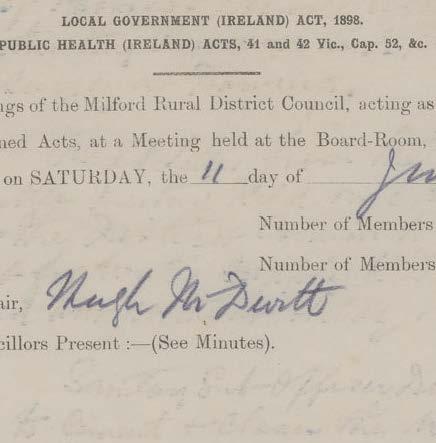 LOCAL GOVERNMENT (IRELAND) ACT, 1898.
PUBLIC HEALTH (IRELAND) ACTS, 41 and 42 Vic., Cap. 52, &c.
ngs of the Milford Rural District Council, acting as
ned Acts, at a Meeting held at the Board-Room,
on SATURDAY, the 11 day of
Number of Members
Number of Members
air, Hugh McDevitt
cillors Present :—(See Minutes).